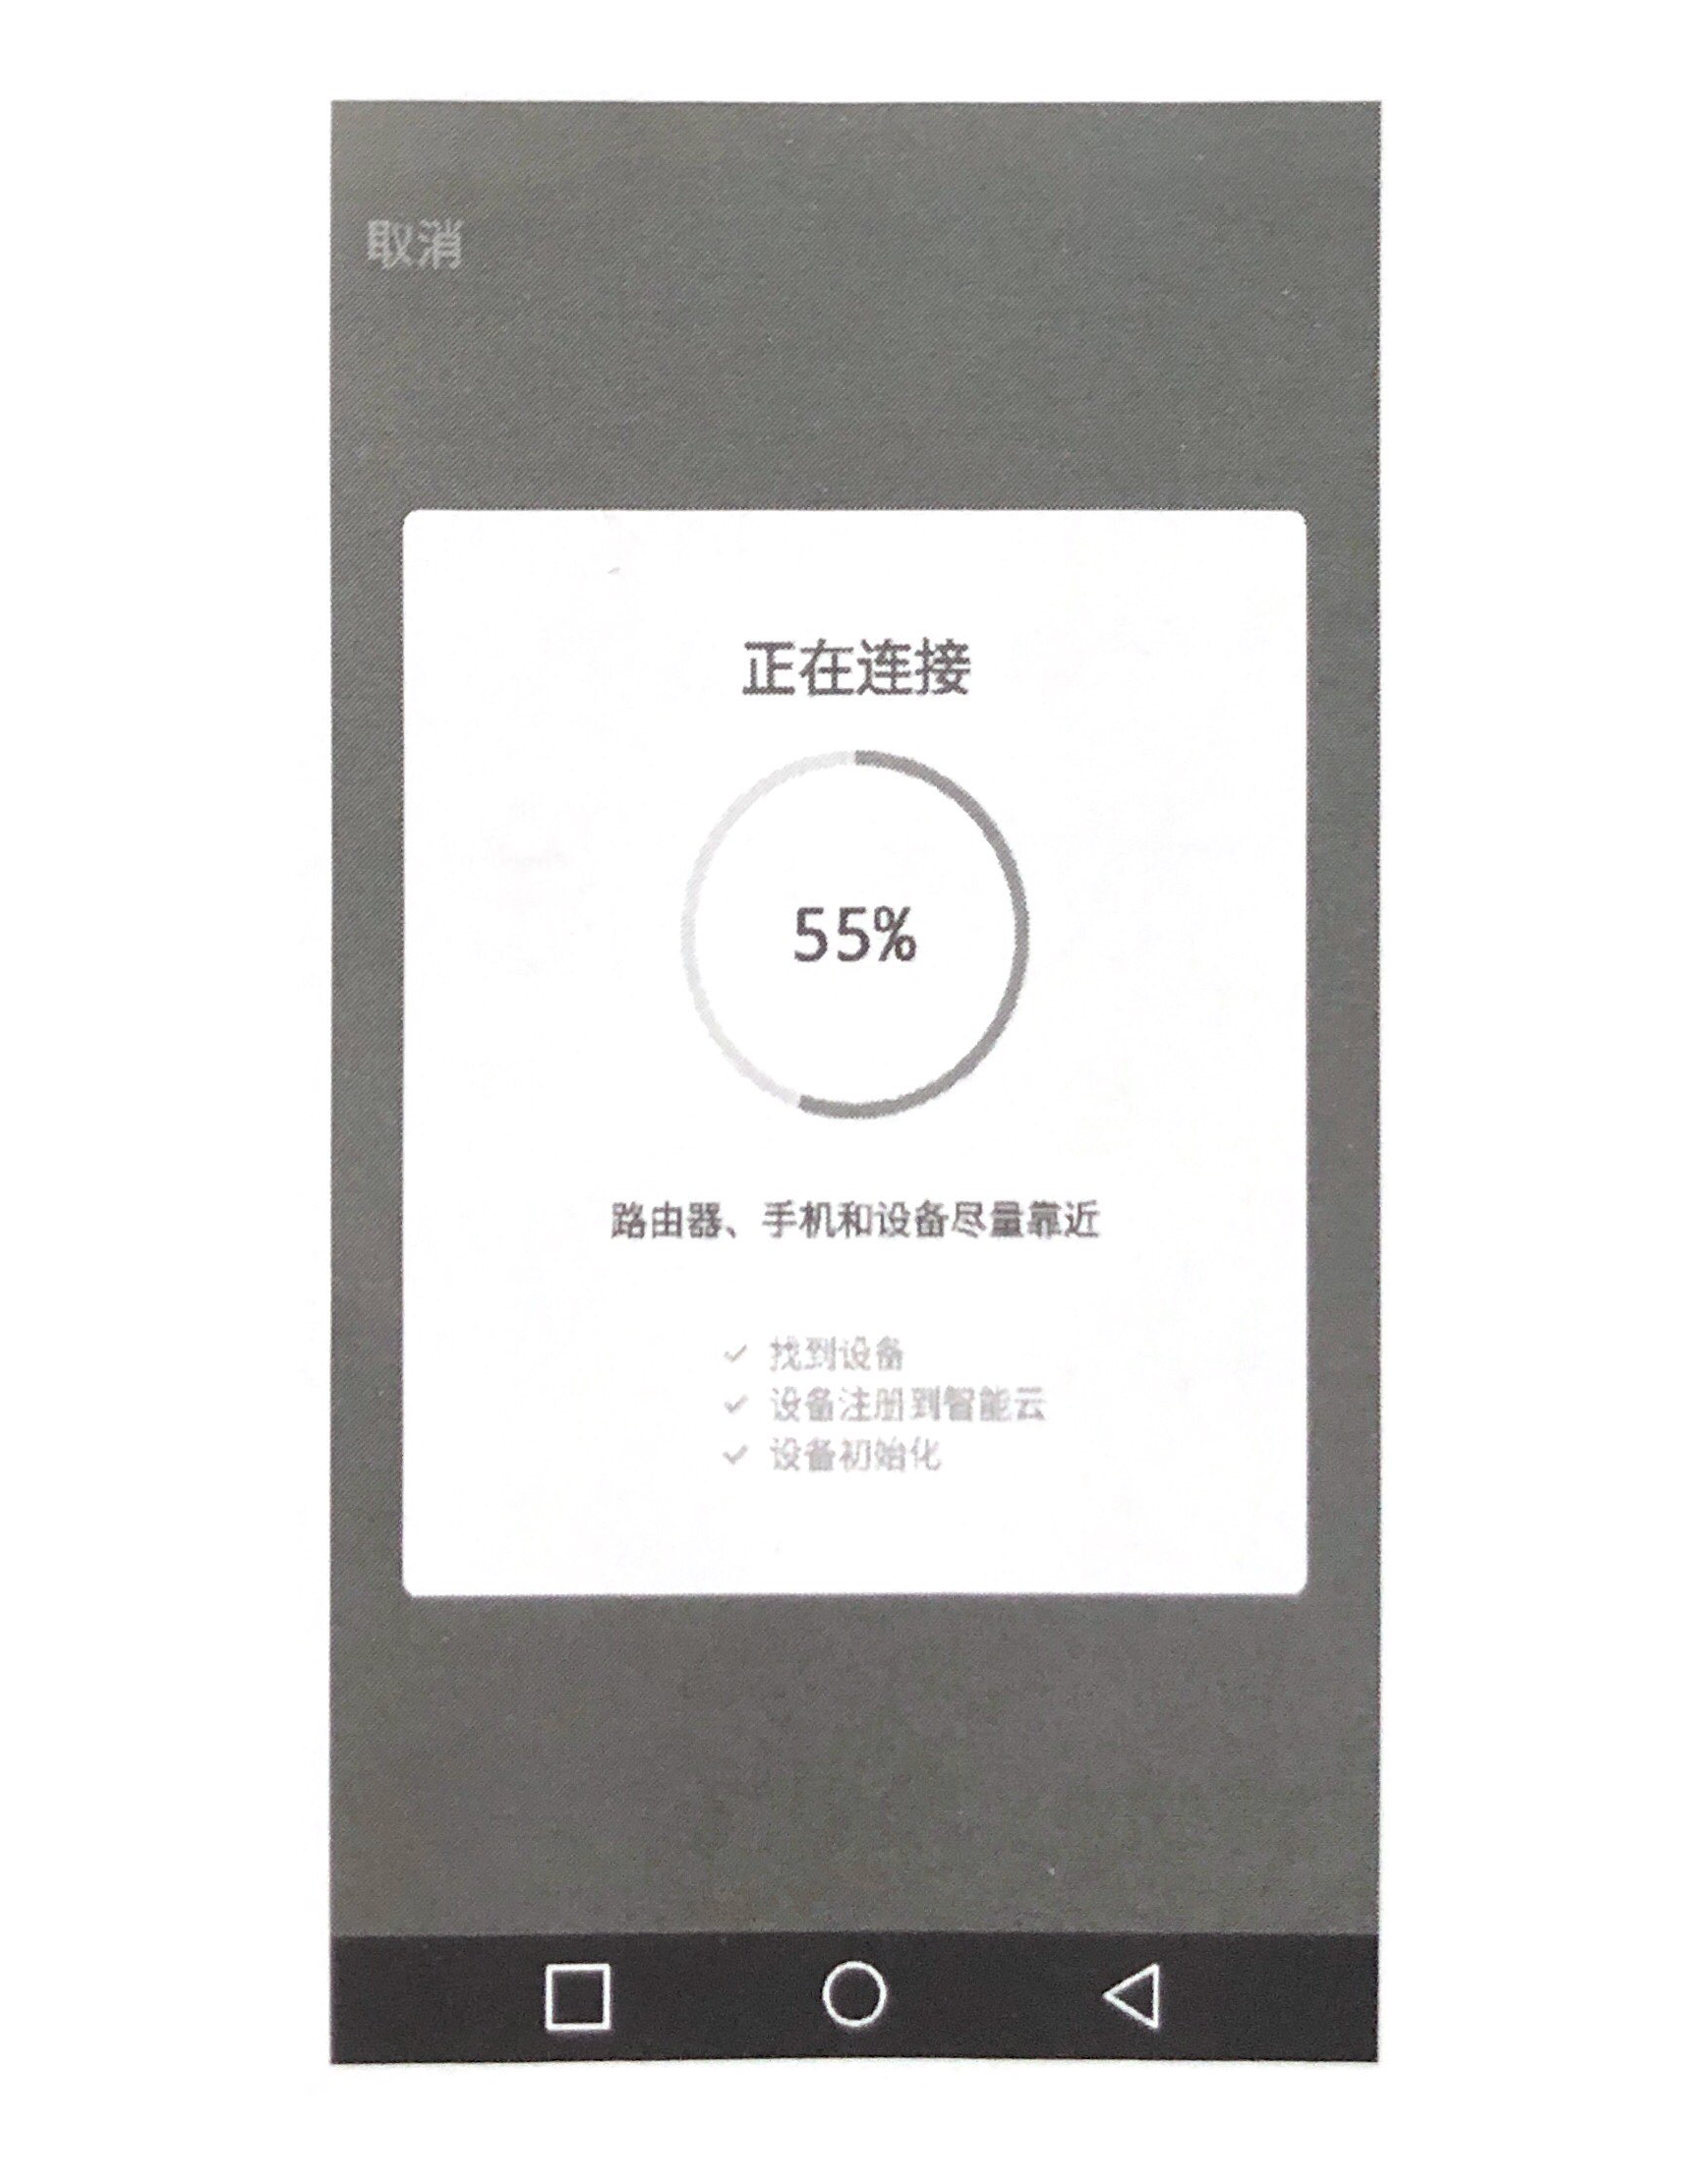 取消
正在连接
55%
路由器、手机和设备尽量靠近
找到设备
设备注册到智能云
设备初始化